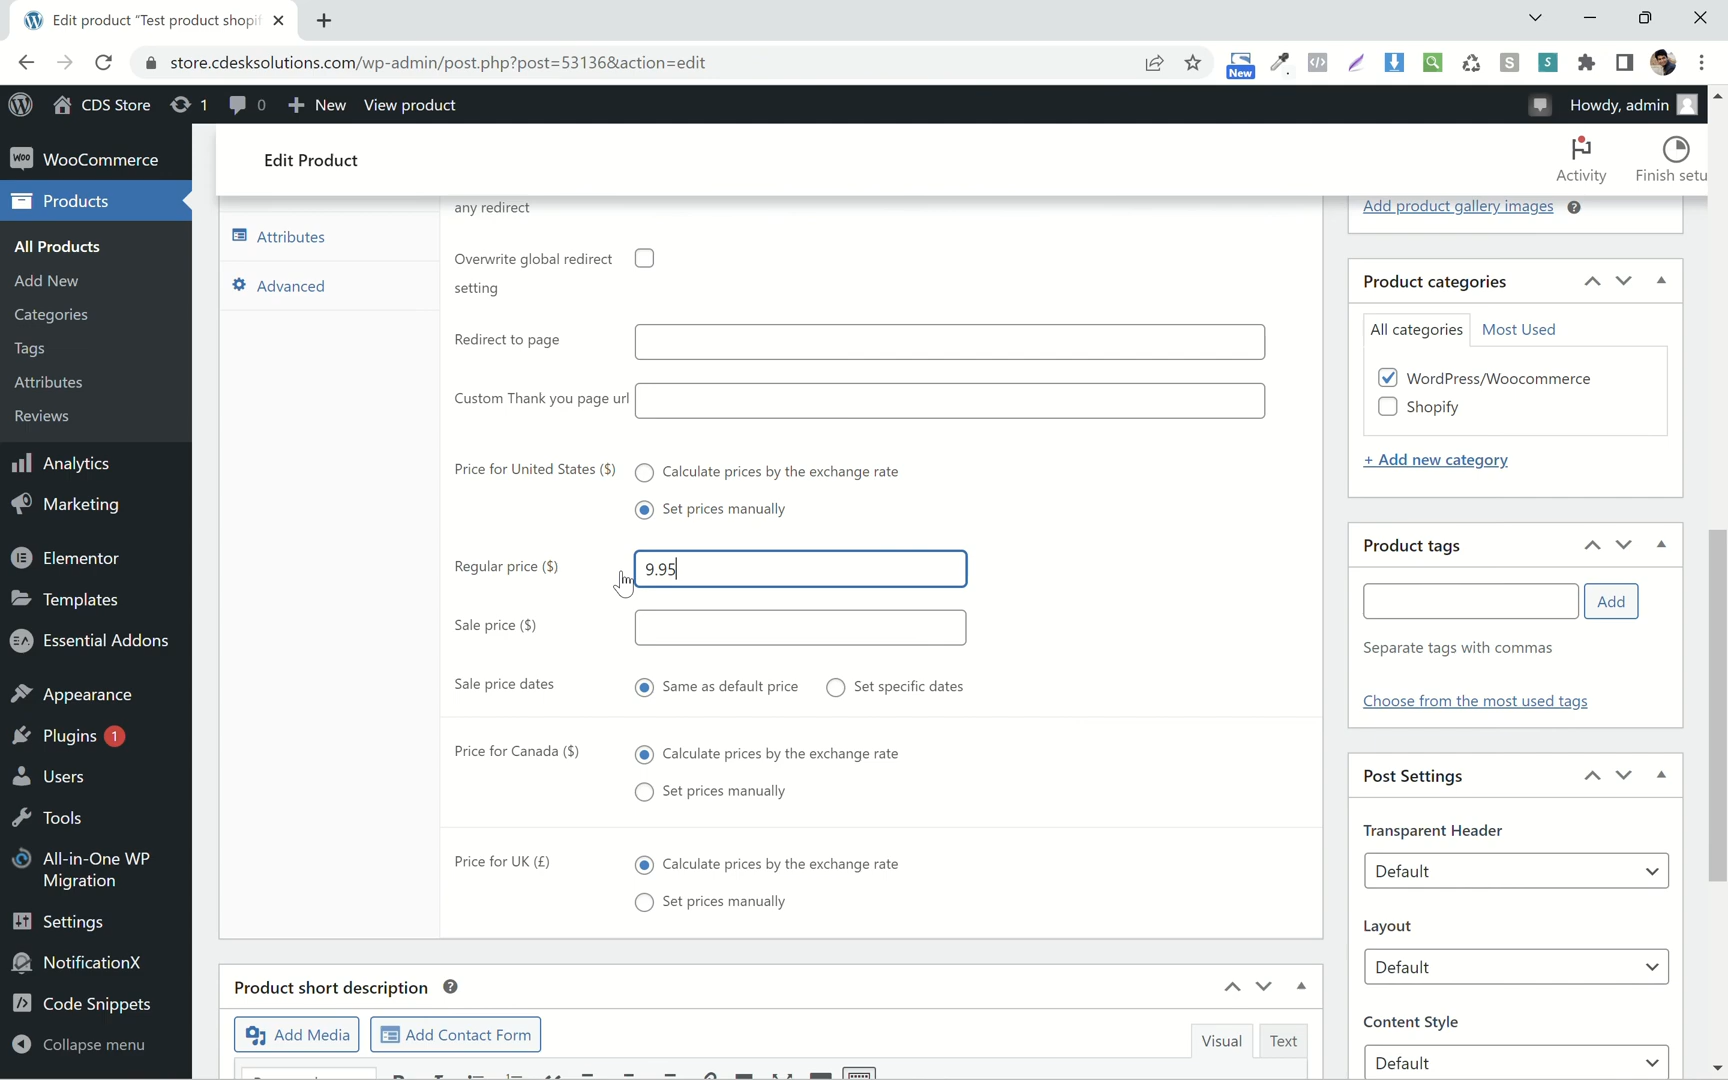 Edit product “Test product shopif
store.cdesksolutions.com/wp-admin/post.php?post=53136&action=edit
New
CDS Store 1 0 New View product Howdy, admin
WooCommerce
Products
All Products
Add New
Categories
Tags
Attributes
Reviews
Analytics
Marketing
Elementor
Templates
Essential Addons
Appearance
Plugins 1
Users
Tools
All-in-One WP
Migration
Settings
NotificationX
Code Snippets
Collapse menu
Edit Product
Activity
Finish setu
Attributes
Advanced
any redirect
Overwrite global redirect
setting
Redirect to page
Custom Thank you page url
Price for United States ($) Calculate prices by the exchange rate
Set prices manually
Regular price ($) 9.95
Sale price ($)
Sale price dates Same as default price Set specific dates
Price for Canada ($) Calculate prices by the exchange rate
Set prices manually
Price for UK (£) Calculate prices by the exchange rate
Set prices manually
Product short description
Add Media Add Contact Form
Visual Text
Add product gallery images
Product categories
All categories Most Used
WordPress/Woocommerce
Shopify
+ Add new category
Product tags
Add
Separate tags with commas
Choose from the most used tags
Post Settings
Transparent Header
Default
Layout
Default
Content Style
Default